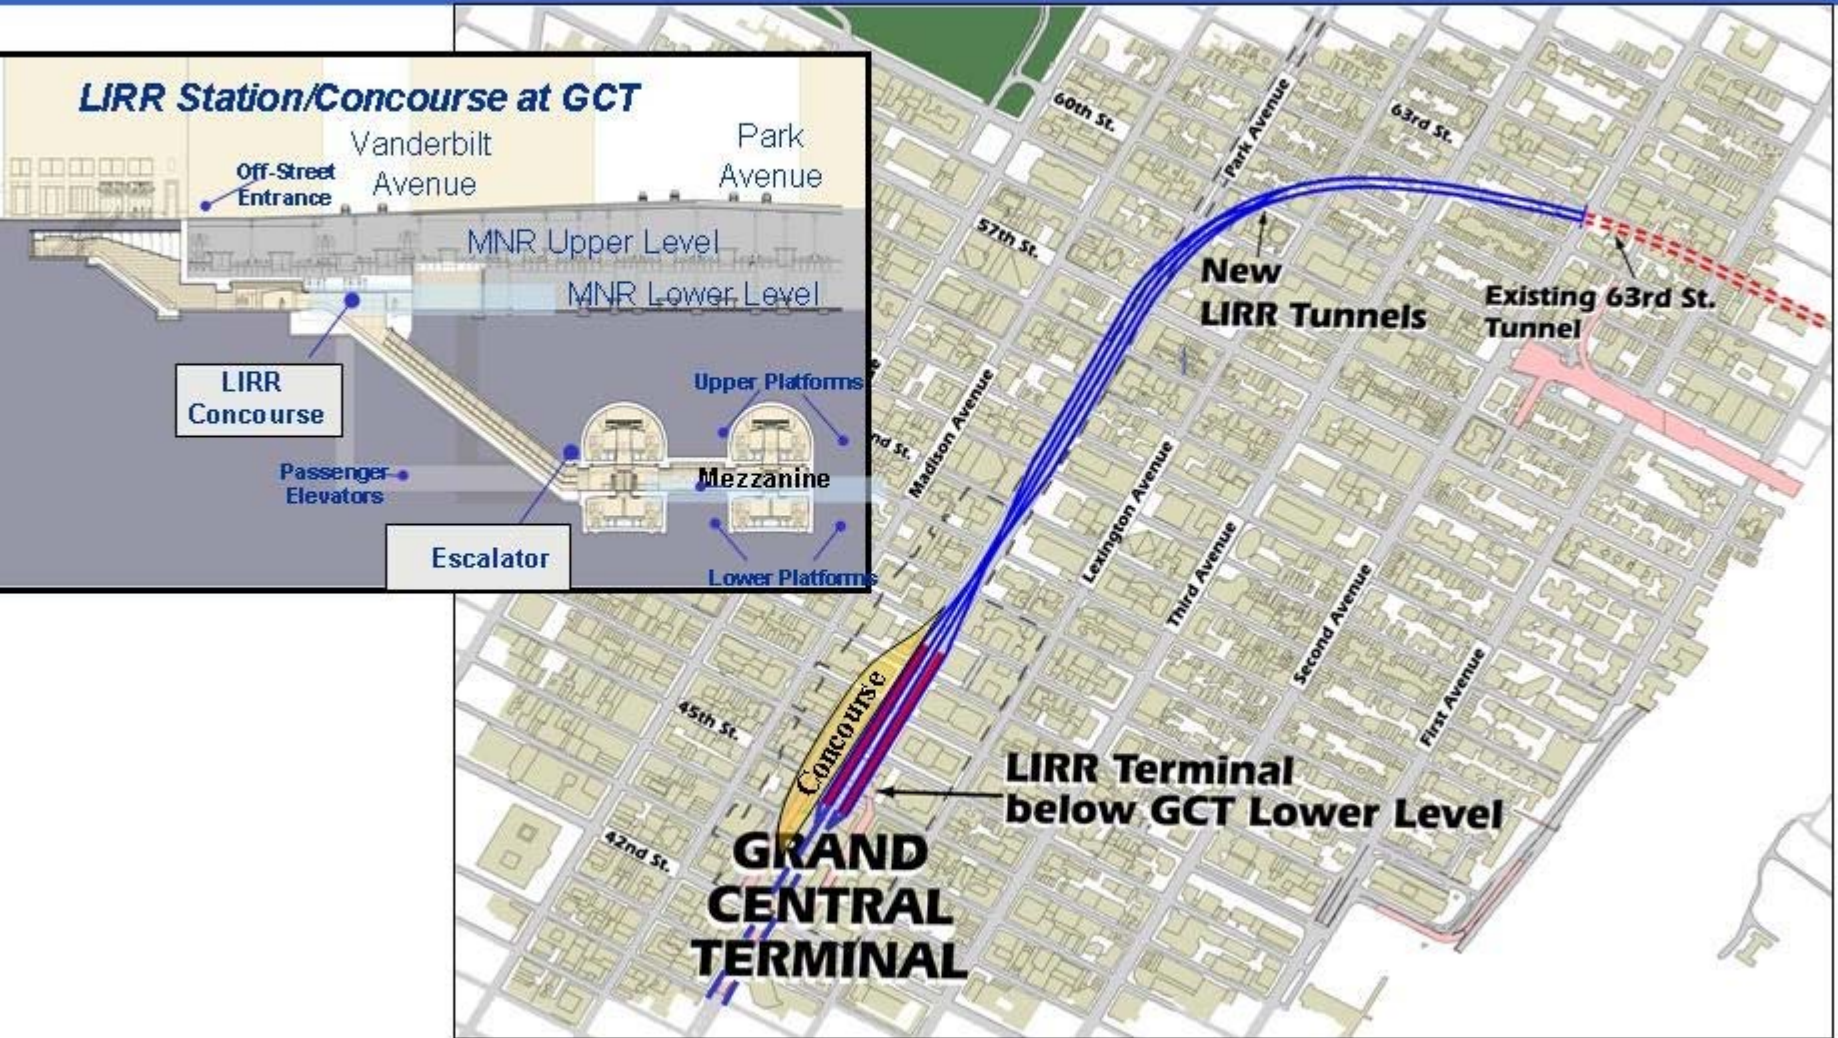 LIRR Station/Concourse at GCT
Vanderbilt
Avenue
Park
Avenue
Off-Street
Entrance
MNR Upper Level
MNR Lower Level
LIRR
Concourse
Upper Platforms
Passenger
Elevators
Mezzanine
Escalator
Lower Platforms
60th St.
Park Avenue
63rd St.
57th St.
New
LIRR Tunnels
Existing 63rd St.
Tunnel
nd St.
Madison Avenue
Lexington Avenue
Third Avenue
Second Avenue
First Avenue
45th St.
Concourse
LIRR Terminal
below GCT Lower Level
42nd St.
GRAND
CENTRAL
TERMINAL